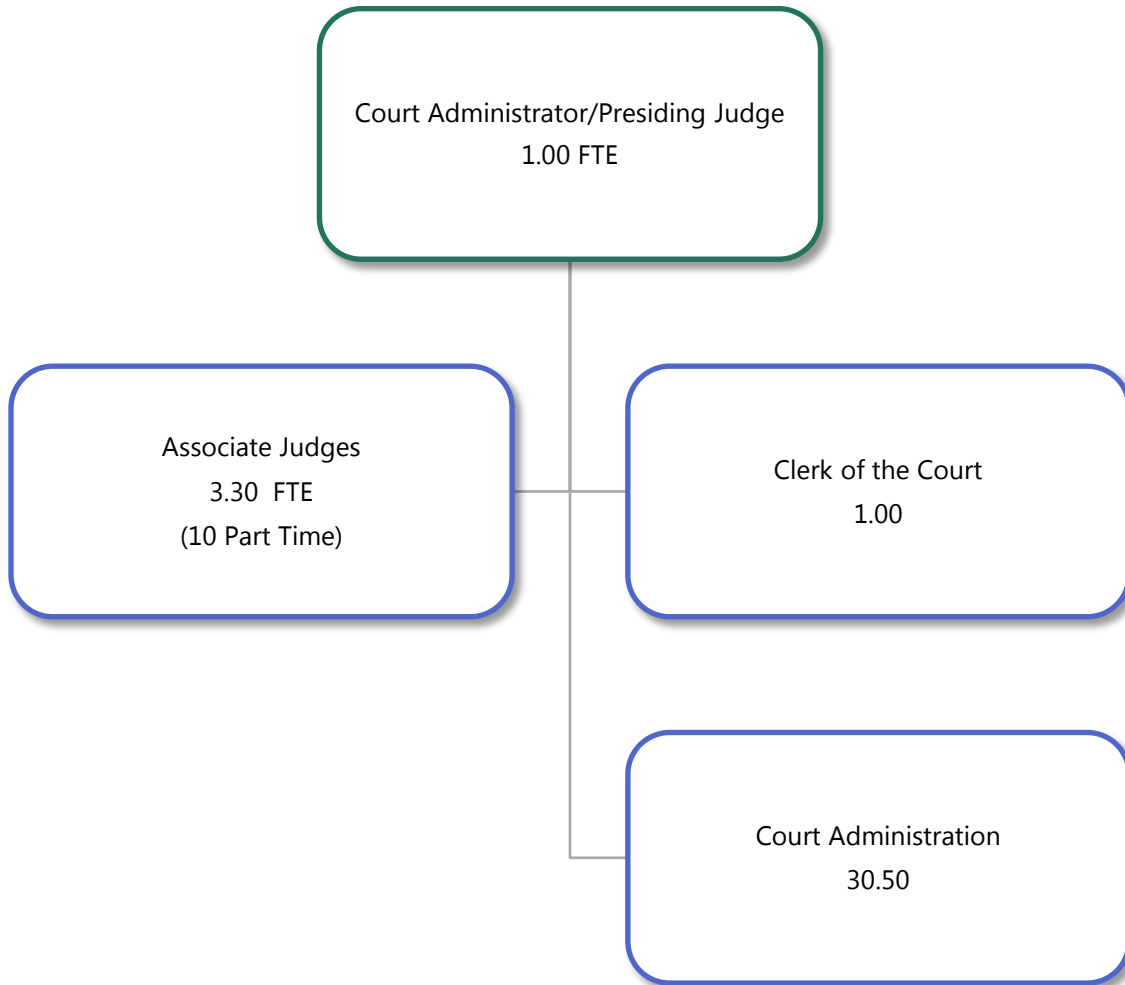 Court Administrator/Presiding Judge
1.00 FTE
Associate Judges
3.30 FTE
(10 Part Time)
Clerk of the Court
1.00
Court Administration
30.50